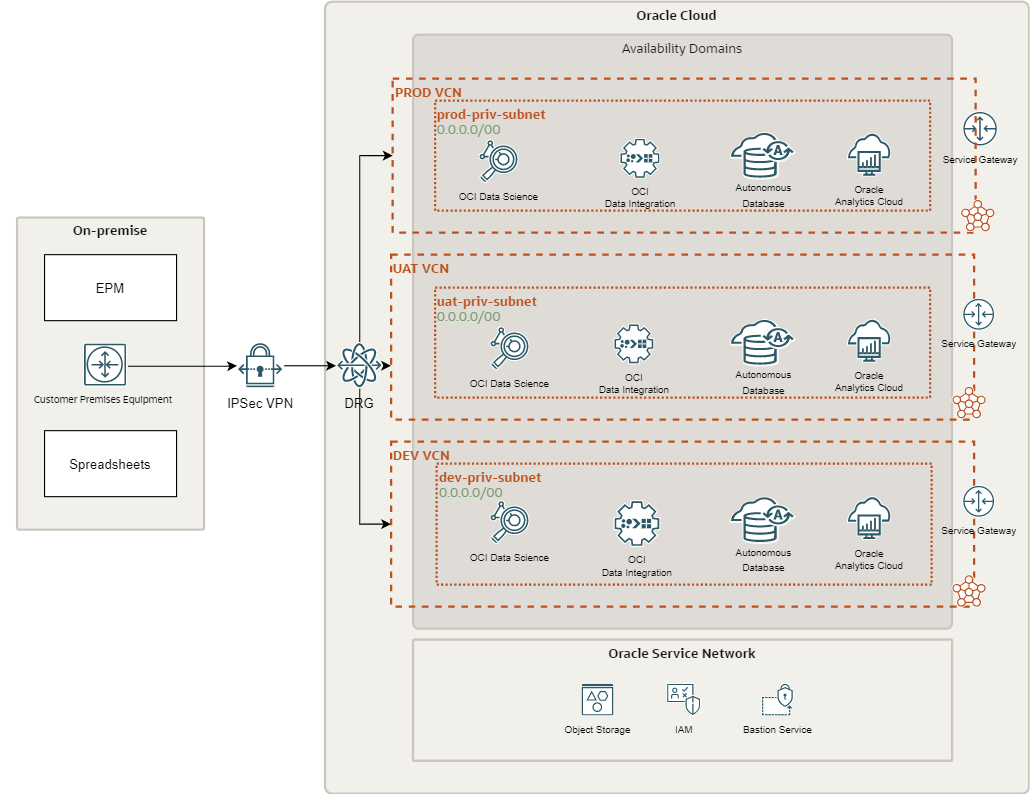 Oracle Cloud
Availability Domains
PROD VCN
prod-priv-subnet
0.0.0.0/00
OCI Data Science
OCI
Data Integration
Autonomous
Database
Oracle
Analytics Cloud
Service Gateway
On-premise
EPM
Customer Premises Equipment
Spreadsheets
IPSec VPN
DRG
UAT VCN
uat-priv-subnet
0.0.0.0/00
OCI Data Science
OCI
Data Integration
Autonomous
Database
Oracle
Analytics Cloud
Service Gateway
DEV VCN
dev-priv-subnet
0.0.0.0/00
OCI Data Science
OCI
Data Integration
Autonomous
Database
Oracle
Analytics Cloud
Service Gateway
Oracle Service Network
Object Storage
IAM
Bastion Service